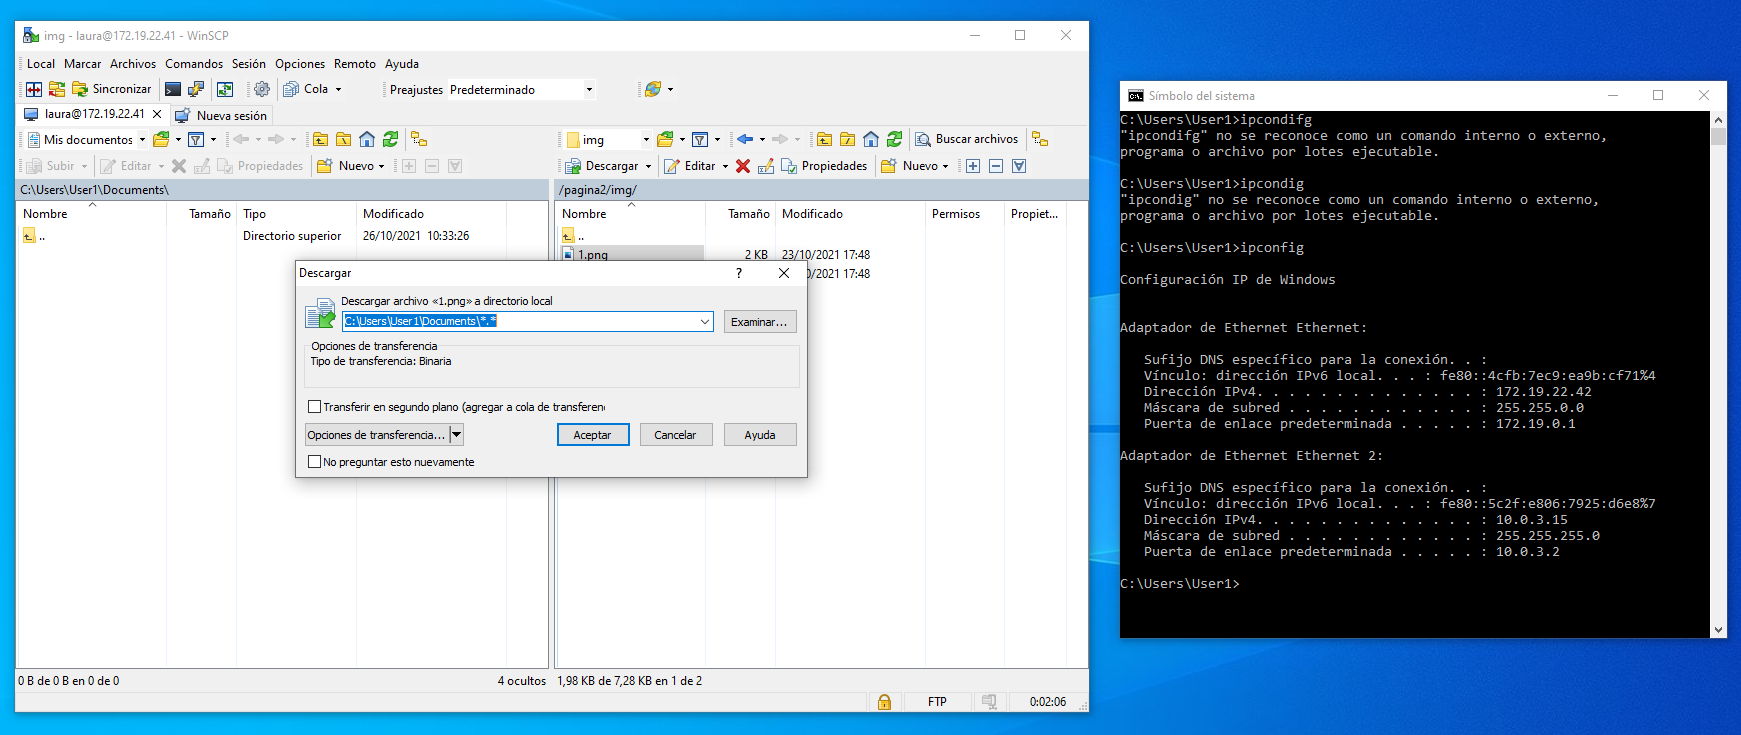 img - laura@172.19.22.41 - WinSCP
Local Marcar Archivos Comandos Sesión Opciones Remoto Ayuda
Sincronizar Cola Preajustes Predeterminado
laura@172.19.22.41 Nueva sesión
Mis documentos
Subir Editar Propiedades Nuevo
C:\Users\User1\Documents\
Nombre Tamaño Tipo Modificado
.. Directorio superior 26/10/2021 10:33:26
img Buscar archivos
Descargar Editar Propiedades Nuevo
/pagina2/img/
Nombre Tamaño Modificado Permisos Propiet...
..
1.png 2 KB 23/10/2021 17:48
0/2021 17:48
Descargar ?
Descargar archivo «1.png» a directorio local
C:\Users\User1\Documents\*.*
Examinar...
Opciones de transferencia
Tipo de transferencia: Binaria
Transferir en segundo plano (agregar a cola de transferen
Opciones de transferencia... Aceptar Cancelar Ayuda
No preguntar esto nuevamente
0 B de 0 B en 0 de 0 4 ocultos
1,98 KB de 7,28 KB en 1 de 2
FTP 0:02:06
C:\. Símbolo del sistema
C:\Users\User1>ipcondifg
"ipcondifg" no se reconoce como un comando interno o externo,
programa o archivo por lotes ejecutable.
C:\Users\User1>ipcondig
"ipcondig" no se reconoce como un comando interno o externo,
programa o archivo por lotes ejecutable.
C:\Users\User1>ipconfig
Configuración IP de Windows
Adaptador de Ethernet Ethernet:
Sufijo DNS específico para la conexión. . :
Vínculo: dirección IPv6 local. . . : fe80::4cfb:7ec9:ea9b:cf71%4
Dirección IPv4. . . . . . . . . . . . . . : 172.19.22.42
Máscara de subred . . . . . . . . . . . . : 255.255.0.0
Puerta de enlace predeterminada . . . . . : 172.19.0.1
Adaptador de Ethernet Ethernet 2:
Sufijo DNS específico para la conexión. . :
Vínculo: dirección IPv6 local. . . : fe80::5c2f:e806:7925:d6e8%7
Dirección IPv4. . . . . . . . . . . . . . : 10.0.3.15
Máscara de subred . . . . . . . . . . . . : 255.255.255.0
Puerta de enlace predeterminada . . . . . : 10.0.3.2
C:\Users\User1>